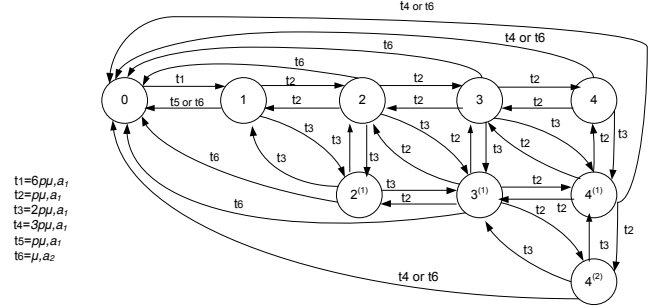 t4 or t6
t4 or t6
t6
t6
t1
t2
t2
t2
0
t5 or t6
1
t2
2
t2
3
t2
4
t3
t3
t3
t3
t2
t3
t2
t3
t2
t2
t3
t6
t3
2(1)
t3
t2
3(1)
t2
t2
4(1)
t6
t2
t2
t3
t3
t4 or t6
4(2)
t1=6pμ,a1
t2=pμ,a1
t3=2pμ,a1
t4=3pμ,a1
t5=pμ,a1
t6=μ,a2